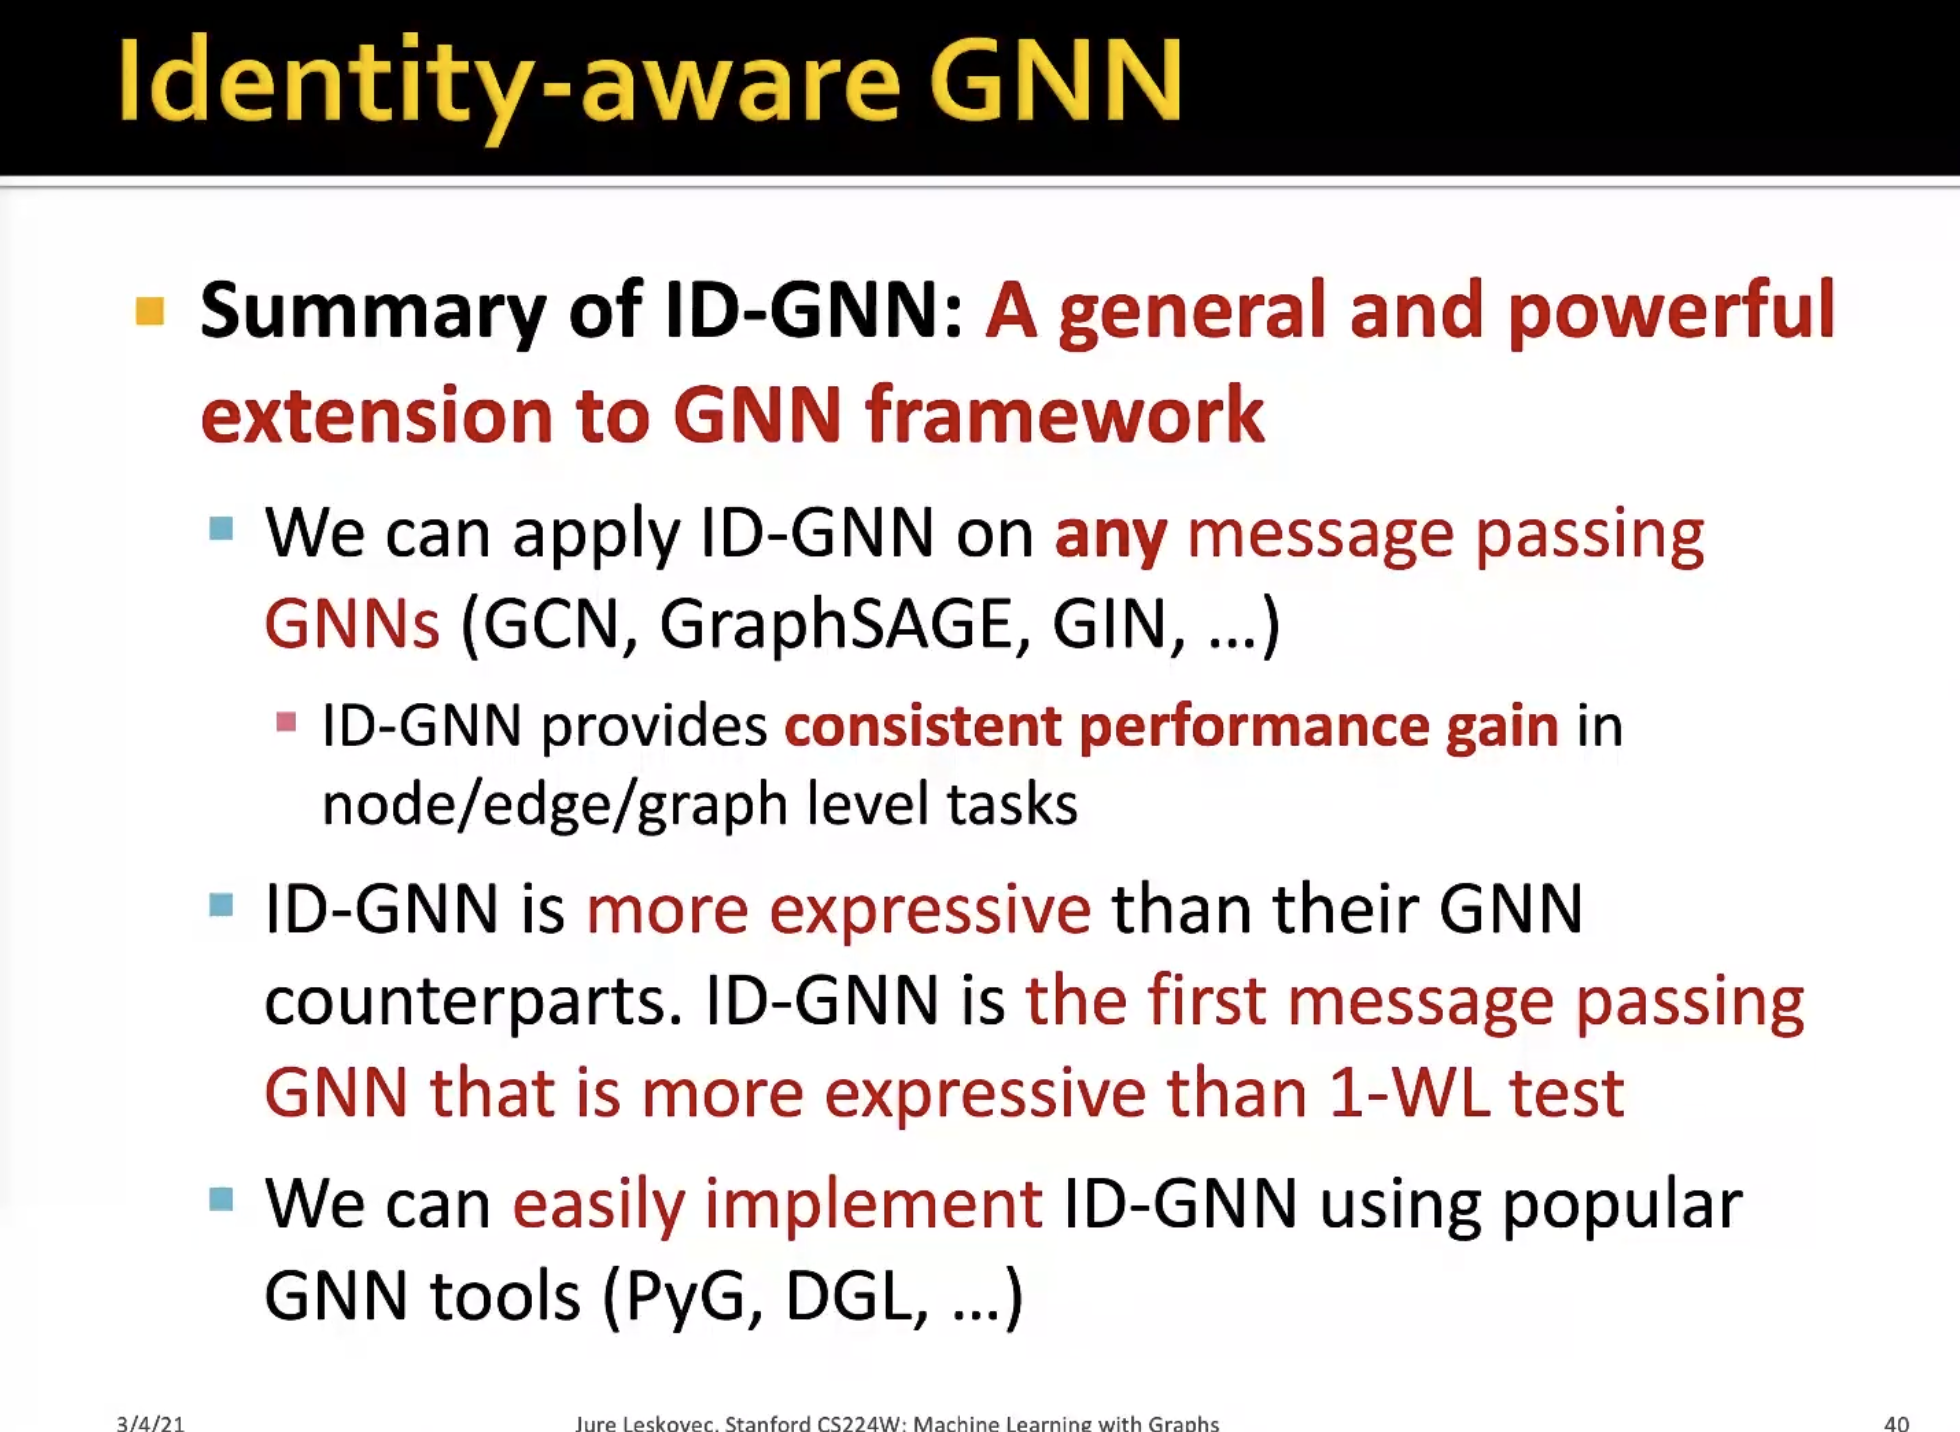 Identity-aware GNN
Summary of ID-GNN: A general and powerful
extension to GNN framework
We can apply ID-GNN on any message passing
GNNs (GCN, GraphSAGE, GIN, …)
ID-GNN provides consistent performance gain in
node/edge/graph level tasks
ID-GNN is more expressive than their GNN
counterparts. ID-GNN is the first message passing
GNN that is more expressive than 1-WL test
We can easily implement ID-GNN using popular
GNN tools (PyG, DGL, …)
3/4/21 Jure Leskovec, Stanford CS224W: Machine Learning with Graphs 40